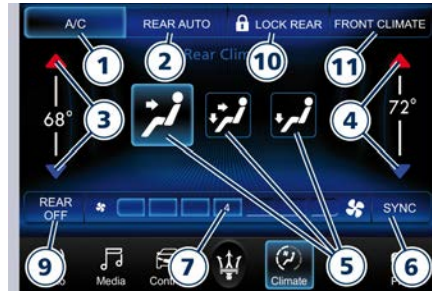 A/C REAR AUTO LOCK REAR FRONT CLIMATE
1 2 10 11
Rear Clim
3 68° 72° 4
REAR OFF 4 SYNC
9 7 5 6
Media Contr Climate